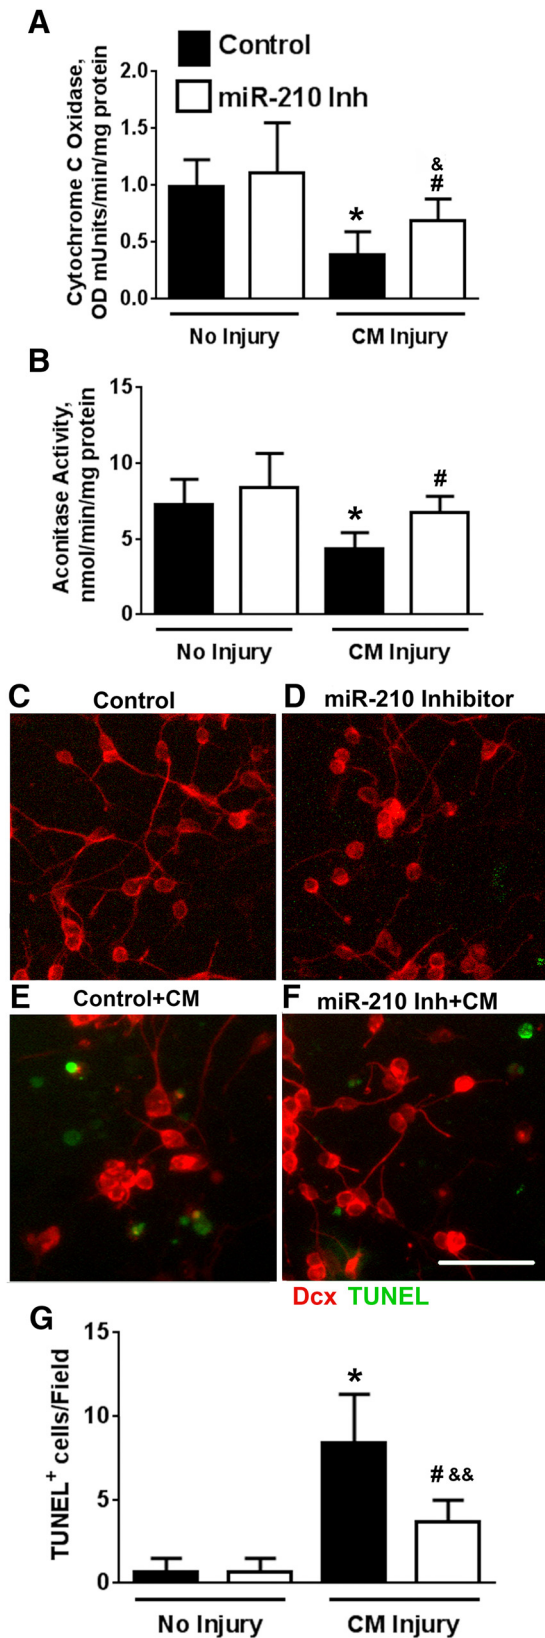 A
Control
miR-210 Inh
Cytochrome C Oxidase,
OD mUnits/min/mg protein
2.0
1.5
1.0
0.5
0.0
*
&
#
No Injury
CM Injury
B
Aconitase Activity,
nmol/min/mg protein
15
10
5
0
*
#
No Injury
CM Injury
C
Control
D
miR-210 Inhibitor
E
Control+CM
F
miR-210 Inh+CM
Dcx TUNEL
G
TUNEL+ cells/Field
15
10
5
0
*
# &&
No Injury
CM Injury